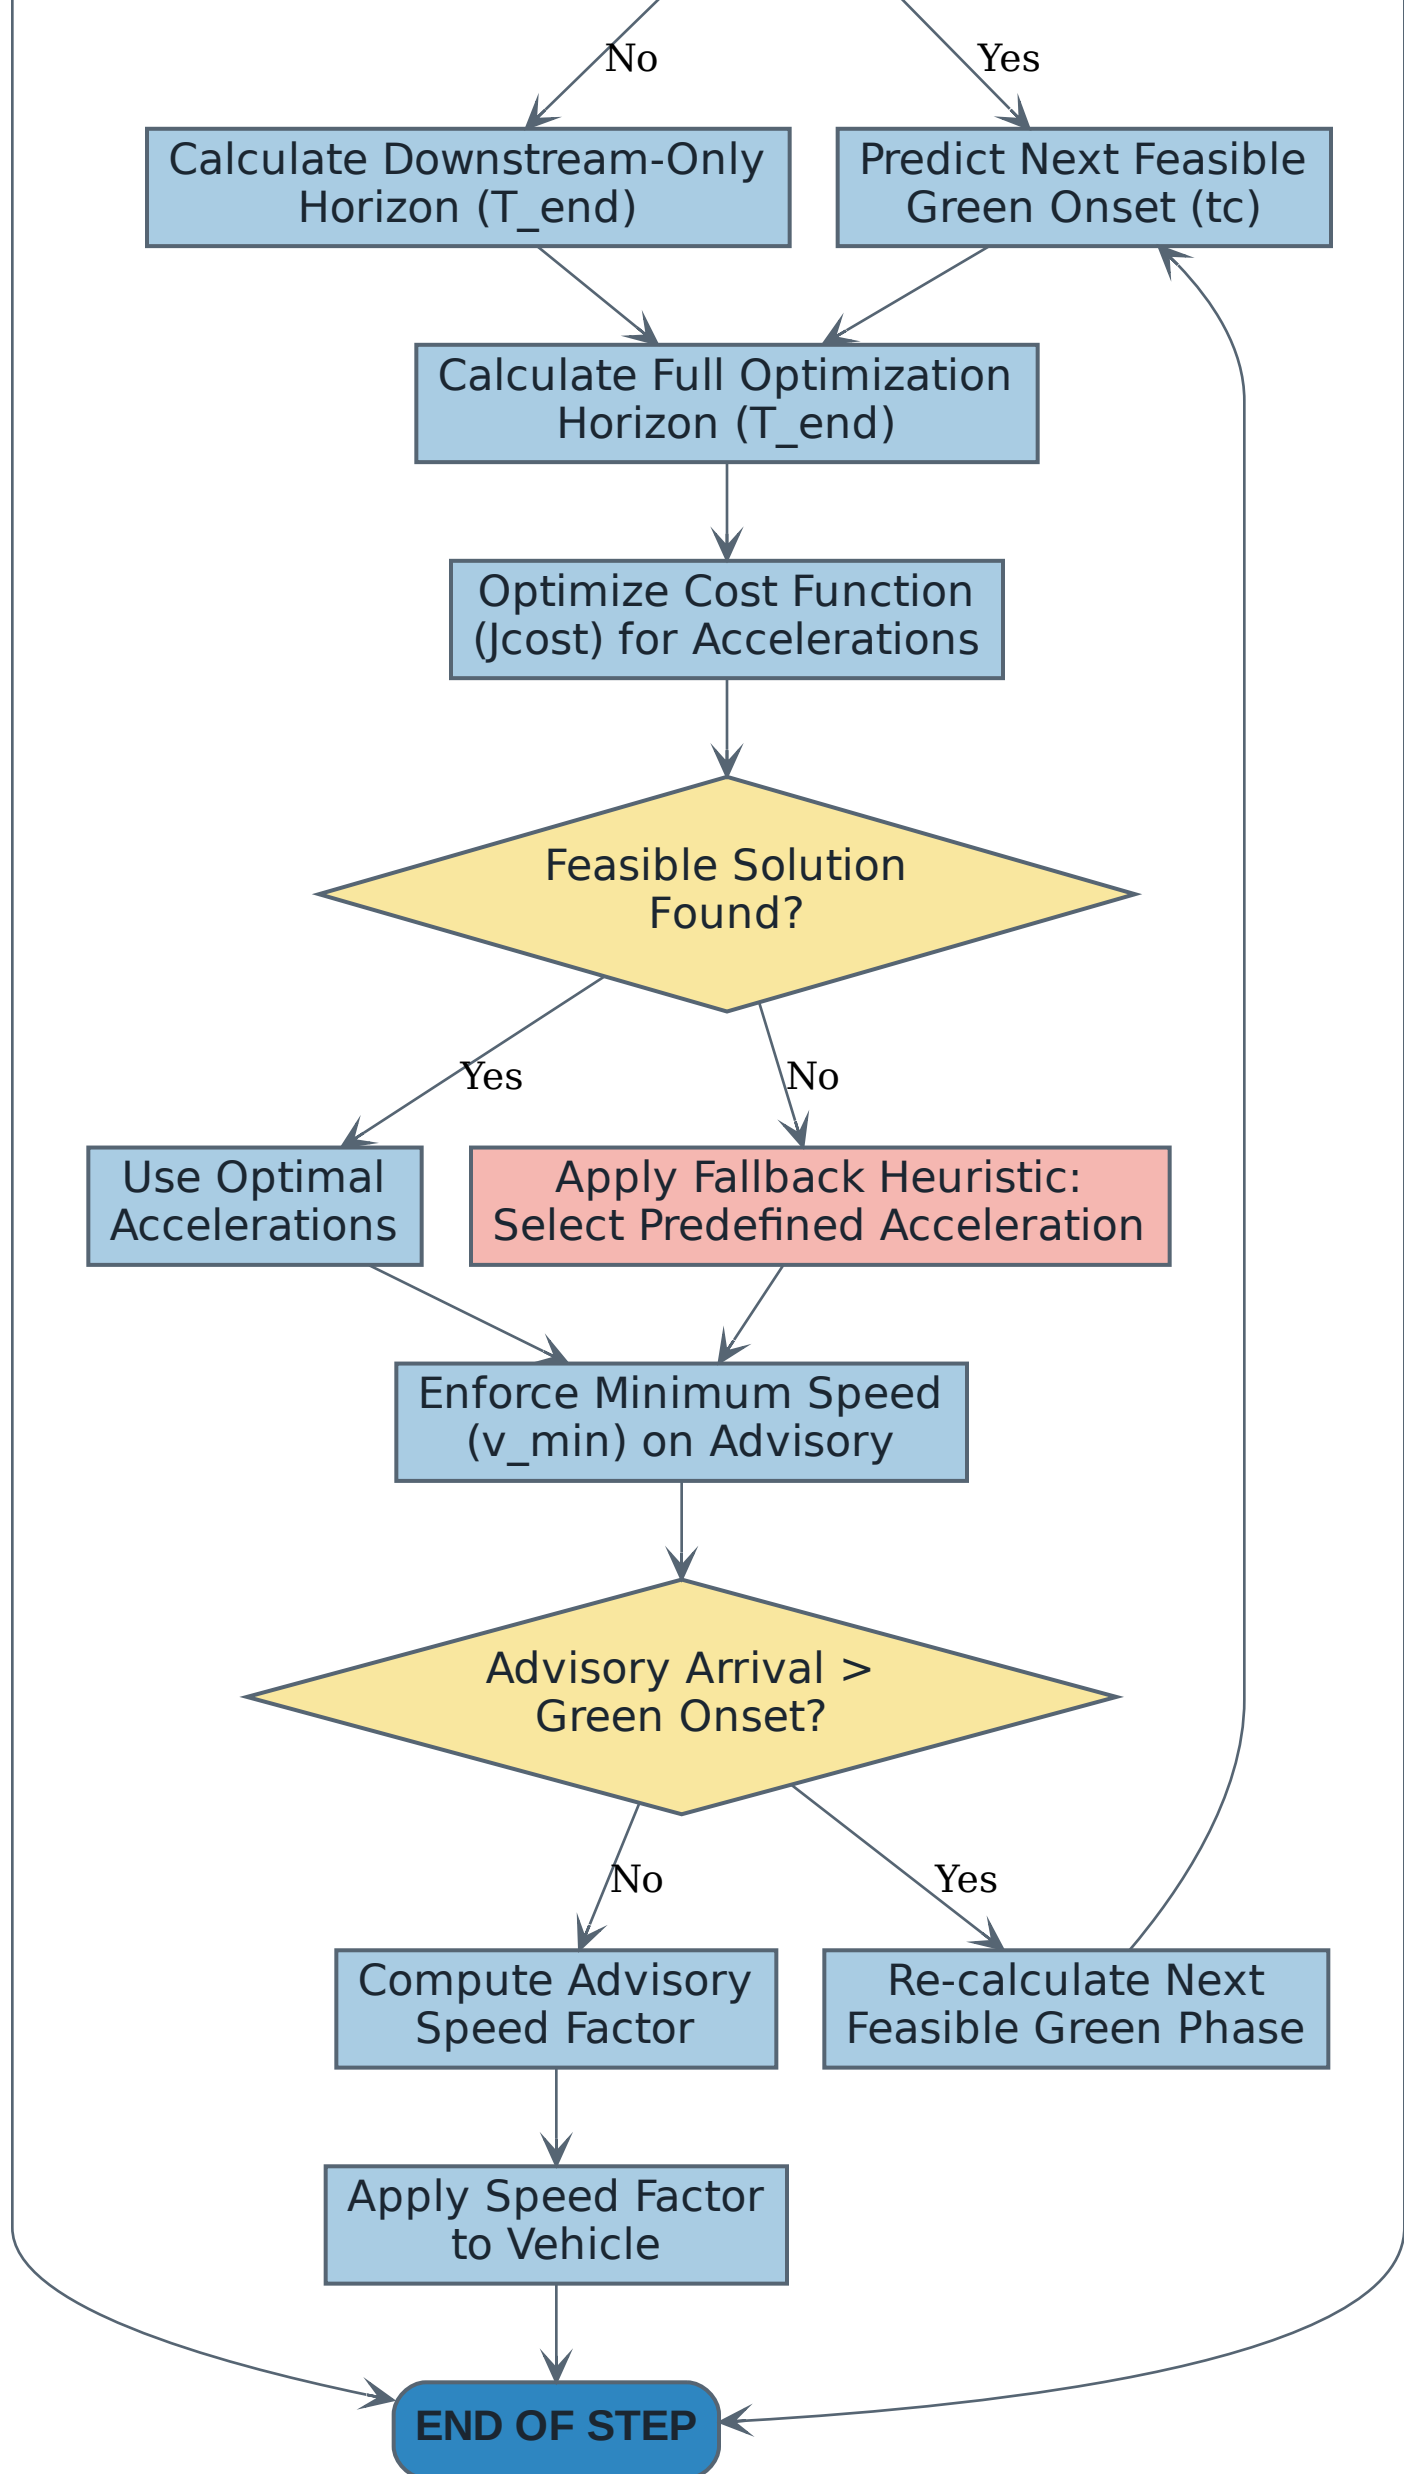 No
Yes
Calculate Downstream-Only
Horizon (T_end)
Predict Next Feasible
Green Onset (tc)
Calculate Full Optimization
Horizon (T_end)
Optimize Cost Function
(Jcost) for Accelerations
Feasible Solution
Found?
Yes
No
Use Optimal
Accelerations
Apply Fallback Heuristic:
Select Predefined Acceleration
Enforce Minimum Speed
(v_min) on Advisory
Advisory Arrival >
Green Onset?
No
Yes
Compute Advisory
Speed Factor
Re-calculate Next
Feasible Green Phase
Apply Speed Factor
to Vehicle
END OF STEP